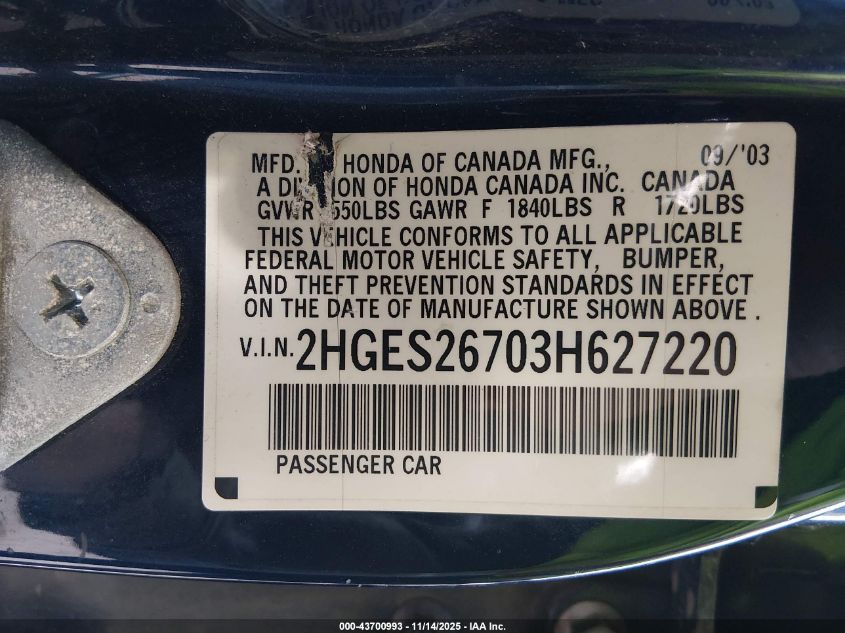 MFD. HONDA OF CANADA MFG., 09/'03
A DI ION OF HONDA CANADA INC. CANADA
GVWR 550LBS GAWR F 1840LBS R 1720LBS
THIS VEHICLE CONFORMS TO ALL APPLICABLE
FEDERAL MOTOR VEHICLE SAFETY, BUMPER,
AND THEFT PREVENTION STANDARDS IN EFFECT
ON THE DATE OF MANUFACTURE SHOWN ABOVE.
V.I.N. 2HGES26703H627220
PASSENGER CAR
000-43700993 — 11/14/2025 — IAA Inc.